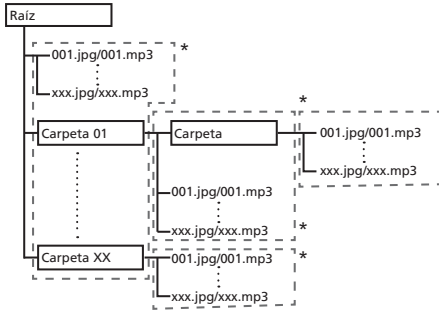 Raíz
001.jpg/001.mp3
*
xxx.jpg/xxx.mp3
*
*
Carpeta 01
Carpeta
001.jpg/001.mp3
xxx.jpg/xxx.mp3
001.jpg/001.mp3
xxx.jpg/xxx.mp3
*
Carpeta XX
001.jpg/001.mp3
*
xxx.jpg/xxx.mp3